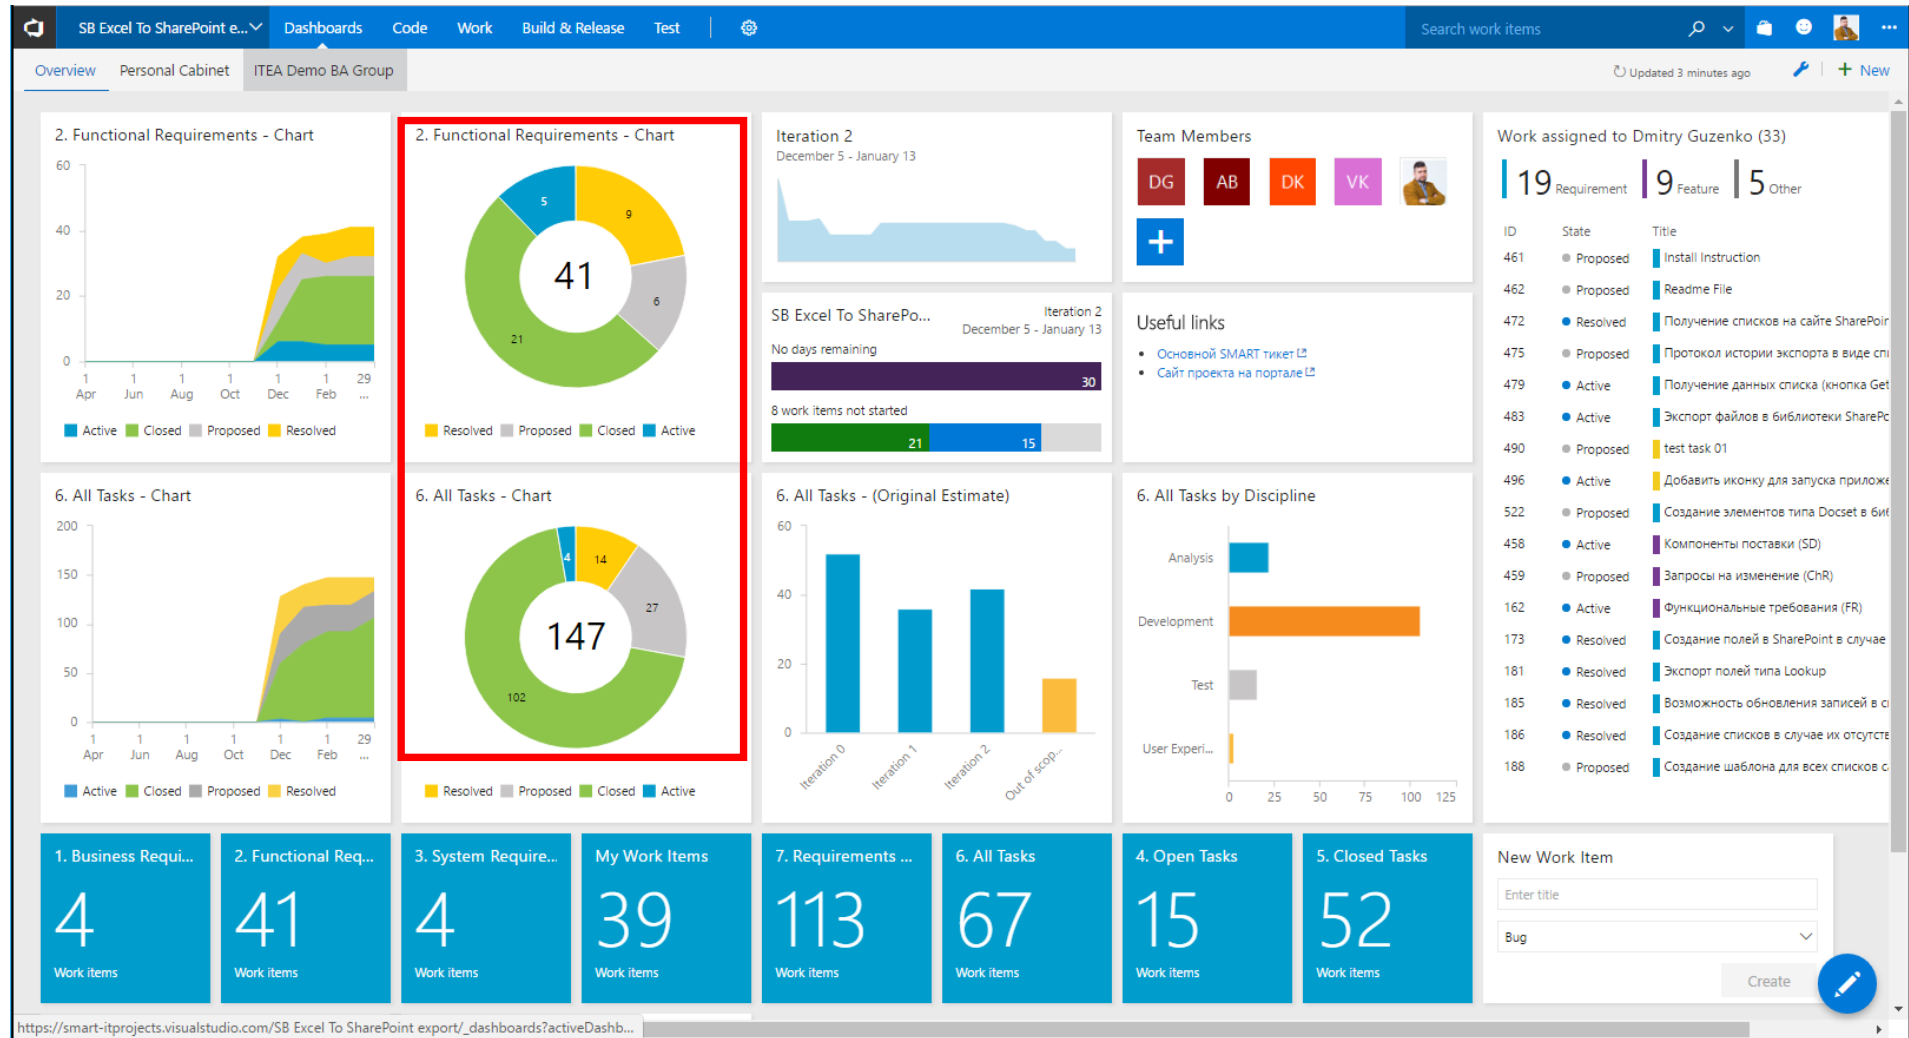 SB Excel To SharePoint e... Dashboards Code Work Build & Release Test Search work items
Overview Personal Cabinet ITEA Demo BA Group Updated 3 minutes ago + New
2. Functional Requirements - Chart
60
40
20
0
1 Apr 1 Jun 1 Aug 1 Oct 1 Dec 1 Feb 29 ...
Active Closed Proposed Resolved
2. Functional Requirements - Chart
5
9
41
6
21
Resolved Proposed Closed Active
Iteration 2
December 5 - January 13
SB Excel To SharePo... Iteration 2
December 5 - January 13
No days remaining
30
8 work items not started
21 15
Team Members
DG AB DK VK
+
Useful links
Основной SMART тикет
Сайт проекта на портале
Work assigned to Dmitry Guzenko (33)
19 Requirement 9 Feature 5 Other
ID State Title
461 Proposed Install Instruction
462 Proposed Readme File
472 Resolved Получение списков на сайте SharePoin
475 Proposed Протокол истории экспорта в виде спи
479 Active Получение данных списка (кнопка Get
483 Active Экспорт файлов в библиотеки SharePo
490 Proposed test task 01
496 Active Добавить иконку для запуска приложе
522 Proposed Создание элементов типа Docset в биб
458 Active Компоненты поставки (SD)
459 Proposed Запросы на изменение (ChR)
162 Active Функциональные требования (FR)
173 Resolved Создание полей в SharePoint в случае
181 Resolved Экспорт полей типа Lookup
185 Resolved Возможность обновления записей в с
186 Resolved Создание списков в случае их отсутств
188 Proposed Создание шаблона для всех списков с
6. All Tasks - Chart
200
150
100
50
0
1 Apr 1 Jun 1 Aug 1 Oct 1 Dec 1 Feb 29 ...
Active Closed Proposed Resolved
6. All Tasks - Chart
4
14
27
147
102
Resolved Proposed Closed Active
6. All Tasks - (Original Estimate)
60
40
20
0
Iteration 0 Iteration 1 Iteration 2 Out of scop...
6. All Tasks by Discipline
Analysis
Development
Test
User Experi...
0 25 50 75 100 125
1. Business Requi...
4
Work items
2. Functional Req...
41
Work items
3. System Require...
4
Work items
My Work Items
39
Work items
7. Requirements ...
113
Work items
6. All Tasks
67
Work items
4. Open Tasks
15
Work items
5. Closed Tasks
52
Work items
New Work Item
Enter title
Bug
Create
https://smart-itprojects.visualstudio.com/SB Excel To SharePoint export/_dashboards?activeDashb...